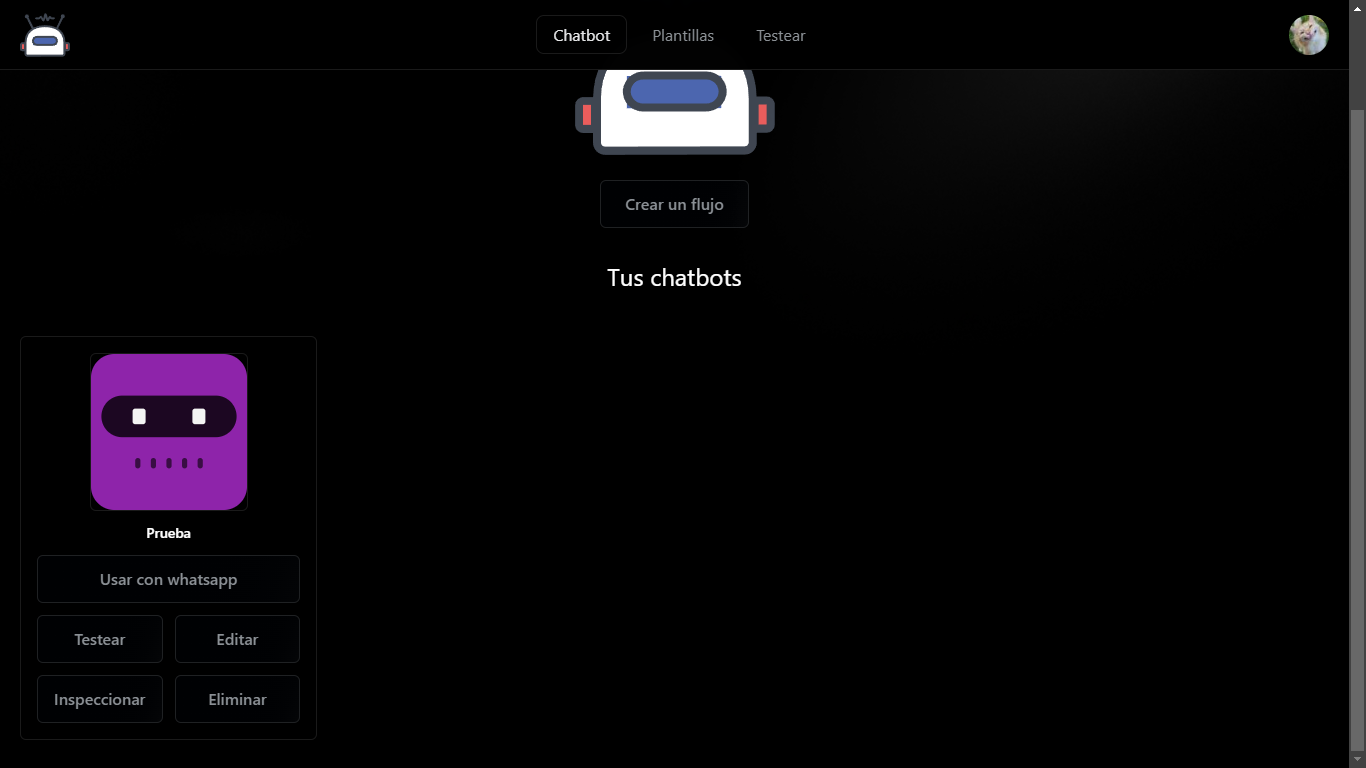 Chatbot
Plantillas
Testear
Crear un flujo
Tus chatbots
Prueba
Usar con whatsapp
Testear
Editar
Inspeccionar
Eliminar